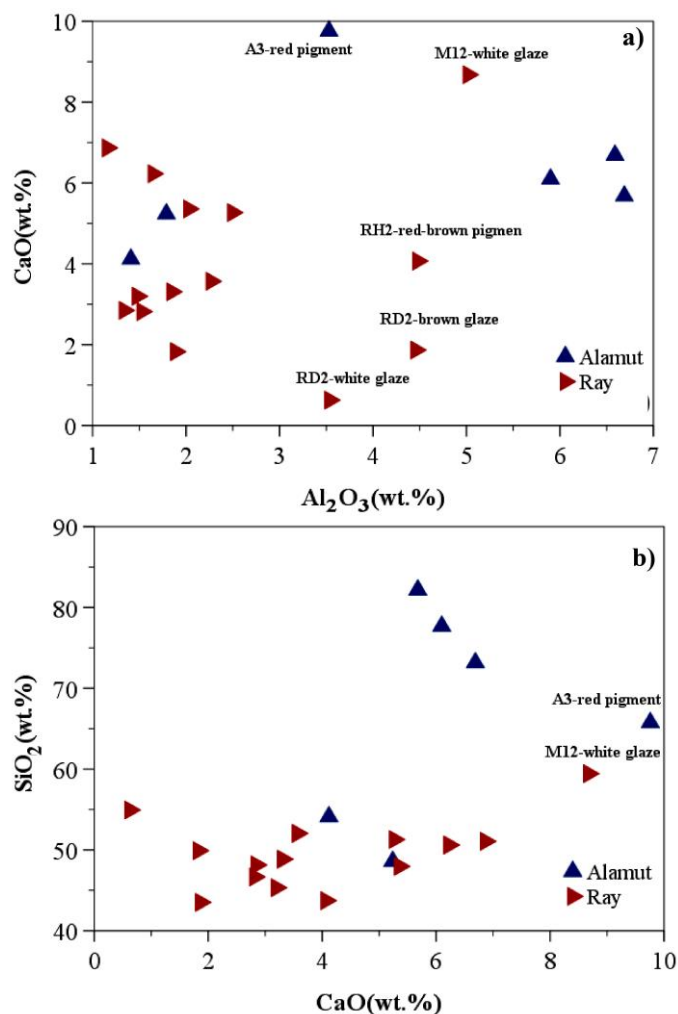 10
8
6
4
2
0
CaO(wt.%)
a)
A3-red pigment
M12-white glaze
RH2-red-brown pigmen
RD2-brown glaze
RD2-white glaze
Alamut
Ray
)
1 2 3 4 5 6 7
Al₂O₃(wt.%)
90
80
70
60
50
40
SiO₂(wt.%)
b)
A3-red pigment
M12-white glaze
Alamut
Ray
0 2 4 6 8 10
CaO(wt.%)